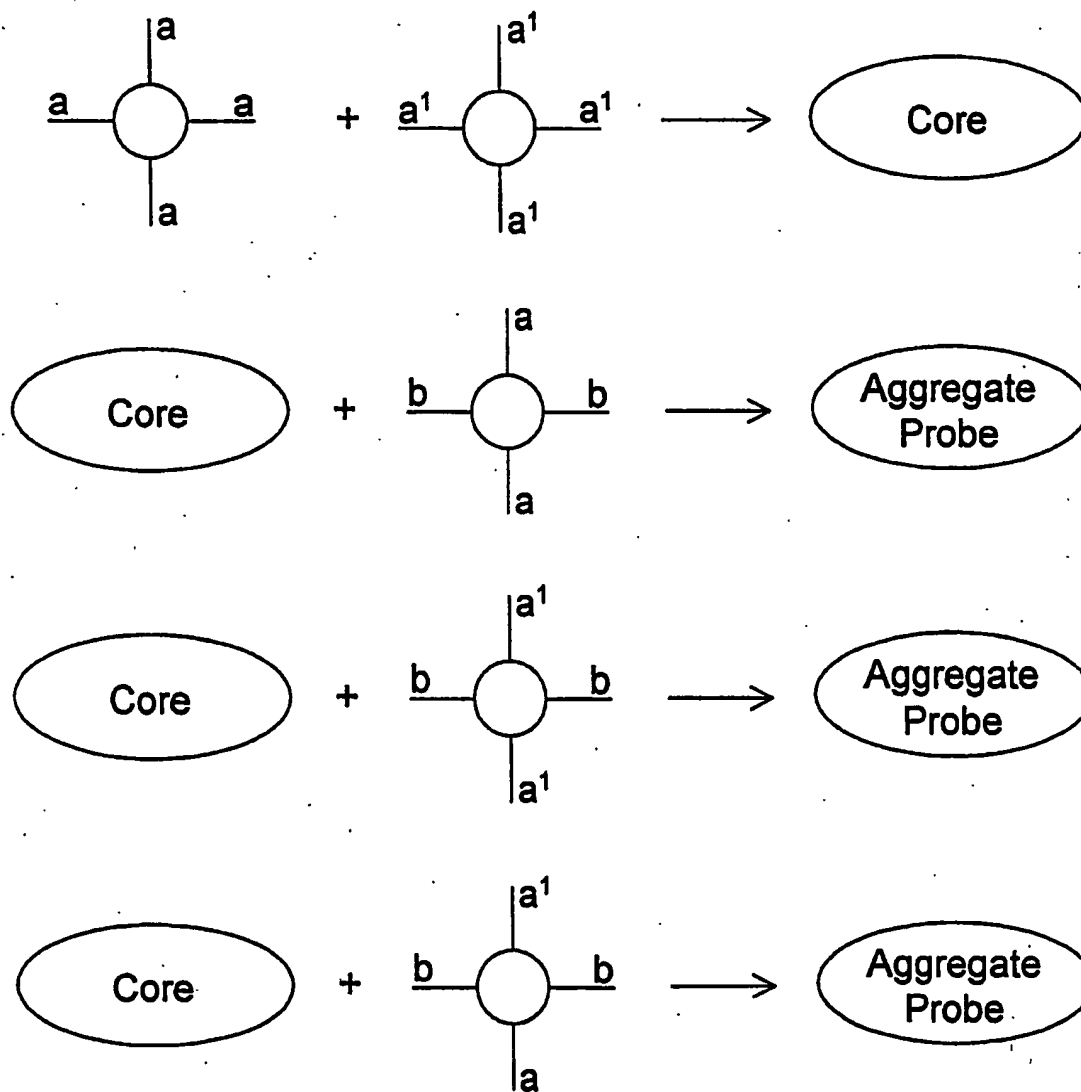 a a¹
a a + a¹ a¹ → Core
a a¹
a
Core + b b → Aggregate
Probe
a
a¹
Core + b b → Aggregate
Probe
a¹
a¹
Core + b b → Aggregate
Probe
a